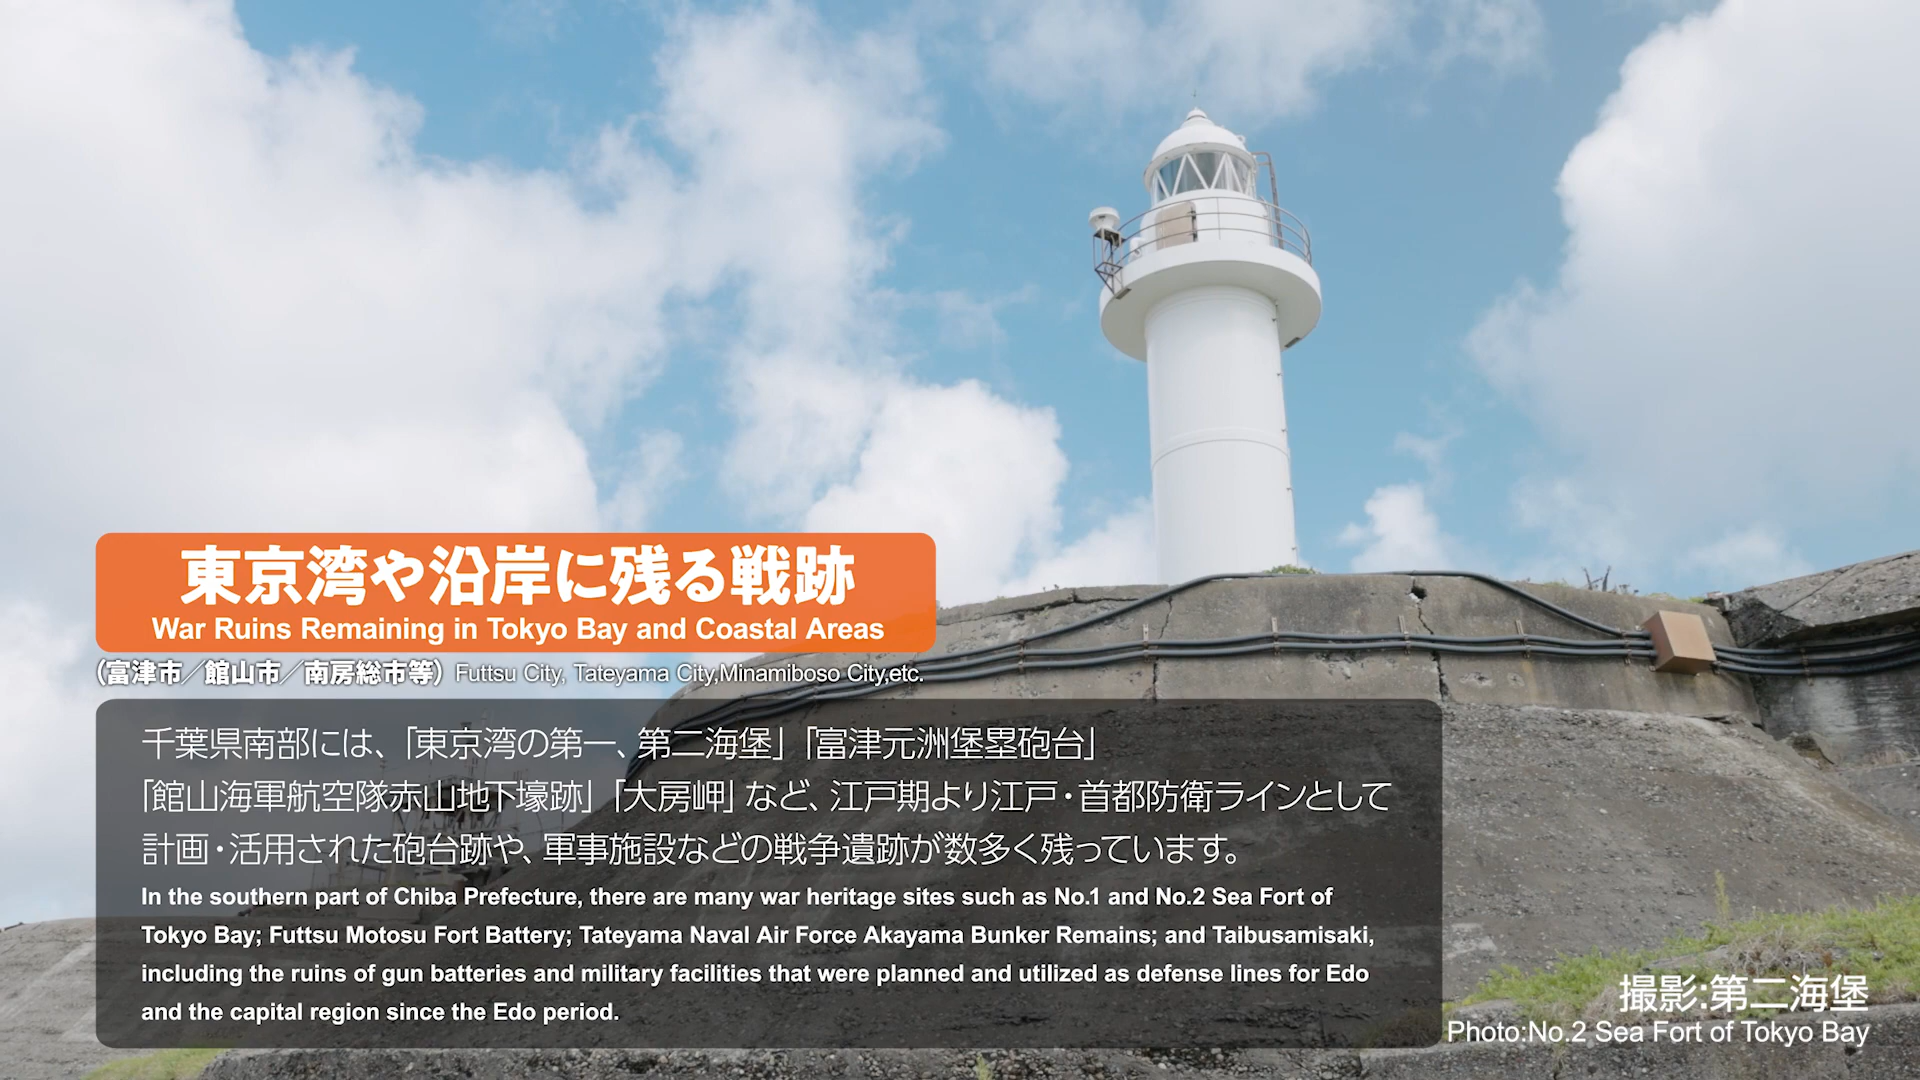 東京湾や沿岸に残る戦跡
War Ruins Remaining in Tokyo Bay and Coastal Areas
(富津市／館山市／南房総市等) Futtsu City, Tateyama City,Minamiboso City,etc.
千葉県南部には、「東京湾の第一、第二海堡」「富津元洲堡塁砲台」
「館山海軍航空隊赤山地下壕跡」「大房岬」など、江戸期より江戸・首都防衛ラインとして
計画・活用された砲台跡や、軍事施設などの戦争遺跡が数多く残っています。
In the southern part of Chiba Prefecture, there are many war heritage sites such as No.1 and No.2 Sea Fort of
Tokyo Bay; Futtsu Motosu Fort Battery; Tateyama Naval Air Force Akayama Bunker Remains; and Taibusamisaki,
including the ruins of gun batteries and military facilities that were planned and utilized as defense lines for Edo
and the capital region since the Edo period.
撮影:第二海堡
Photo:No.2 Sea Fort of Tokyo Bay